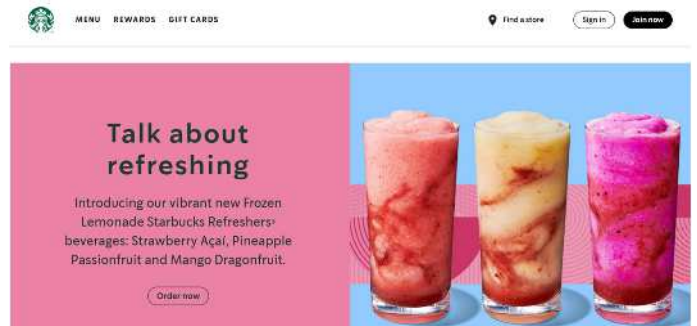 MENU REWARDS GIFT CARDS Find a store Sign in Join now
Talk about
refreshing
Introducing our vibrant new Frozen
Lemonade Starbucks Refreshers®
beverages: Strawberry Açaí, Pineapple
Passionfruit and Mango Dragonfruit.
Order now